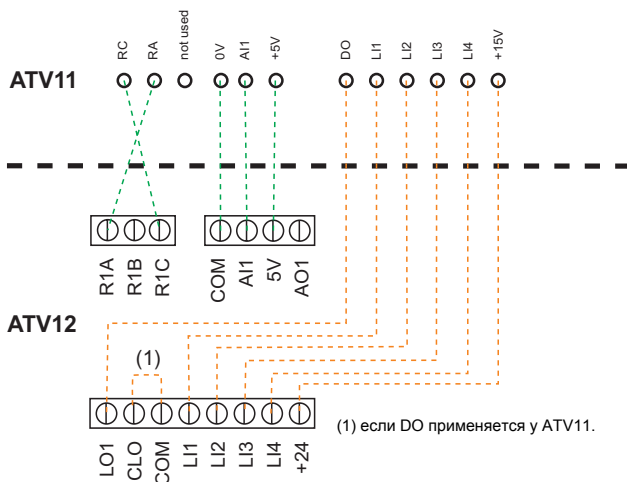 RC RA not used 0V AI1 +5V DO LI1 LI2 LI3 LI4 +15V
ATV11
R1A R1B R1C COM AI1 5V AO1
ATV12
(1)
(1) если DO применяется у ATV11.
LO1 CLO COM LI1 LI2 LI3 LI4 +24